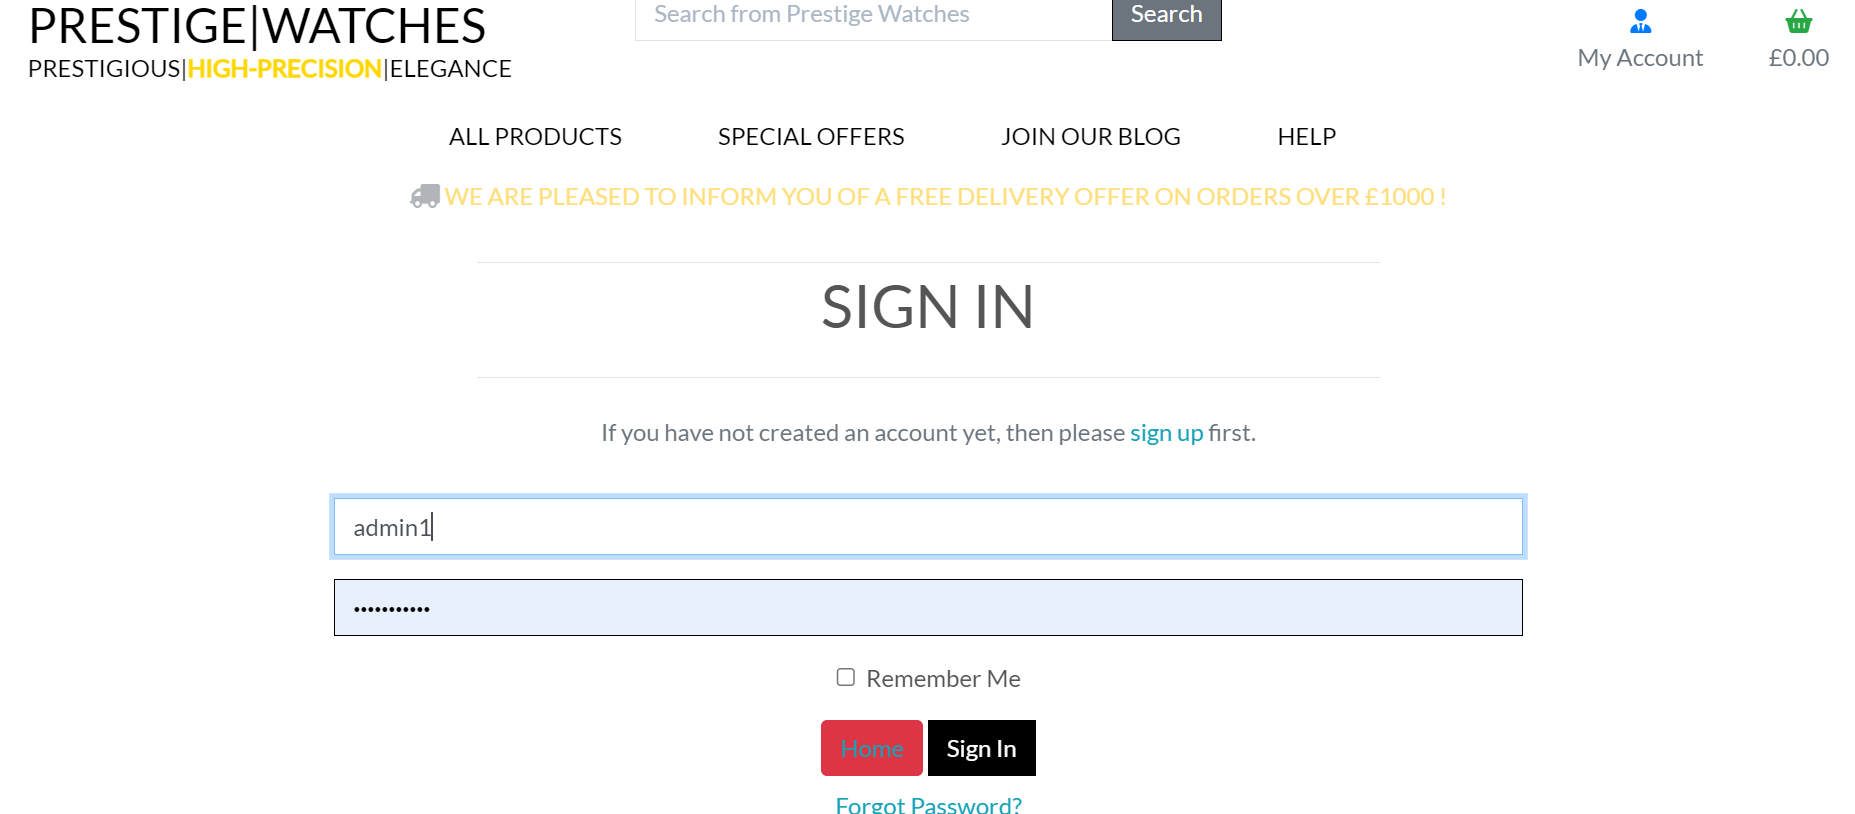 PRESTIGE|WATCHES
PRESTIGIOUS|HIGH-PRECISION|ELEGANCE
Search from Prestige Watches
Search
My Account
£0.00
ALL PRODUCTS
SPECIAL OFFERS
JOIN OUR BLOG
HELP
WE ARE PLEASED TO INFORM YOU OF A FREE DELIVERY OFFER ON ORDERS OVER £1000 !
SIGN IN
If you have not created an account yet, then please sign up first.
admin1
•••••••••••
Remember Me
Home
Sign In
Forgot Password?